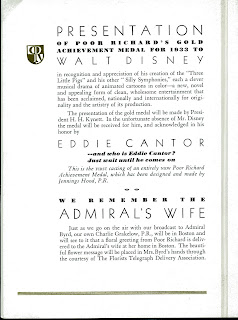 PRESENTATION
OF POOR RICHARD'S GOLD
ACHIEVEMENT MEDAL FOR 1933 TO
WALT DISNEY
in recognition and appreciation of his creation of the "Three
Little Pigs" and his other "Silly Symphonies," such a clever
musical drama of animated cartoons in color—a new, novel
and appealing form of clean, wholesome entertainment that
has been acclaimed, nationally and internationally for origi-
nality and the artistry of its production.
The presentation of the gold medal will be made by Presi-
dent H. H. Kynett. In the unfortunate absence of Mr. Disney
the medal will be received for him, and acknowledged in his
honor by
EDDIE CANTOR
—and who is Eddie Cantor?
Just wait until he comes on
This is the first casting of an entirely new Poor Richard
Achievement Medal, which has been designed and made by
Jennings Hood, P.R.
WE REMEMBER THE
ADMIRAL'S WIFE
Just as we go on the air with our broadcast to Admiral
Byrd, our own Charlie Grakelow, P.R., will be in Boston and
will see to it that a floral greeting from Poor Richard is deliv-
ered to the Admiral's wife at her home in Boston. The beauti-
ful flower message will be placed in Mrs. Byrd's hands through
the courtesy of The Florists Telegraph Delivery Association.